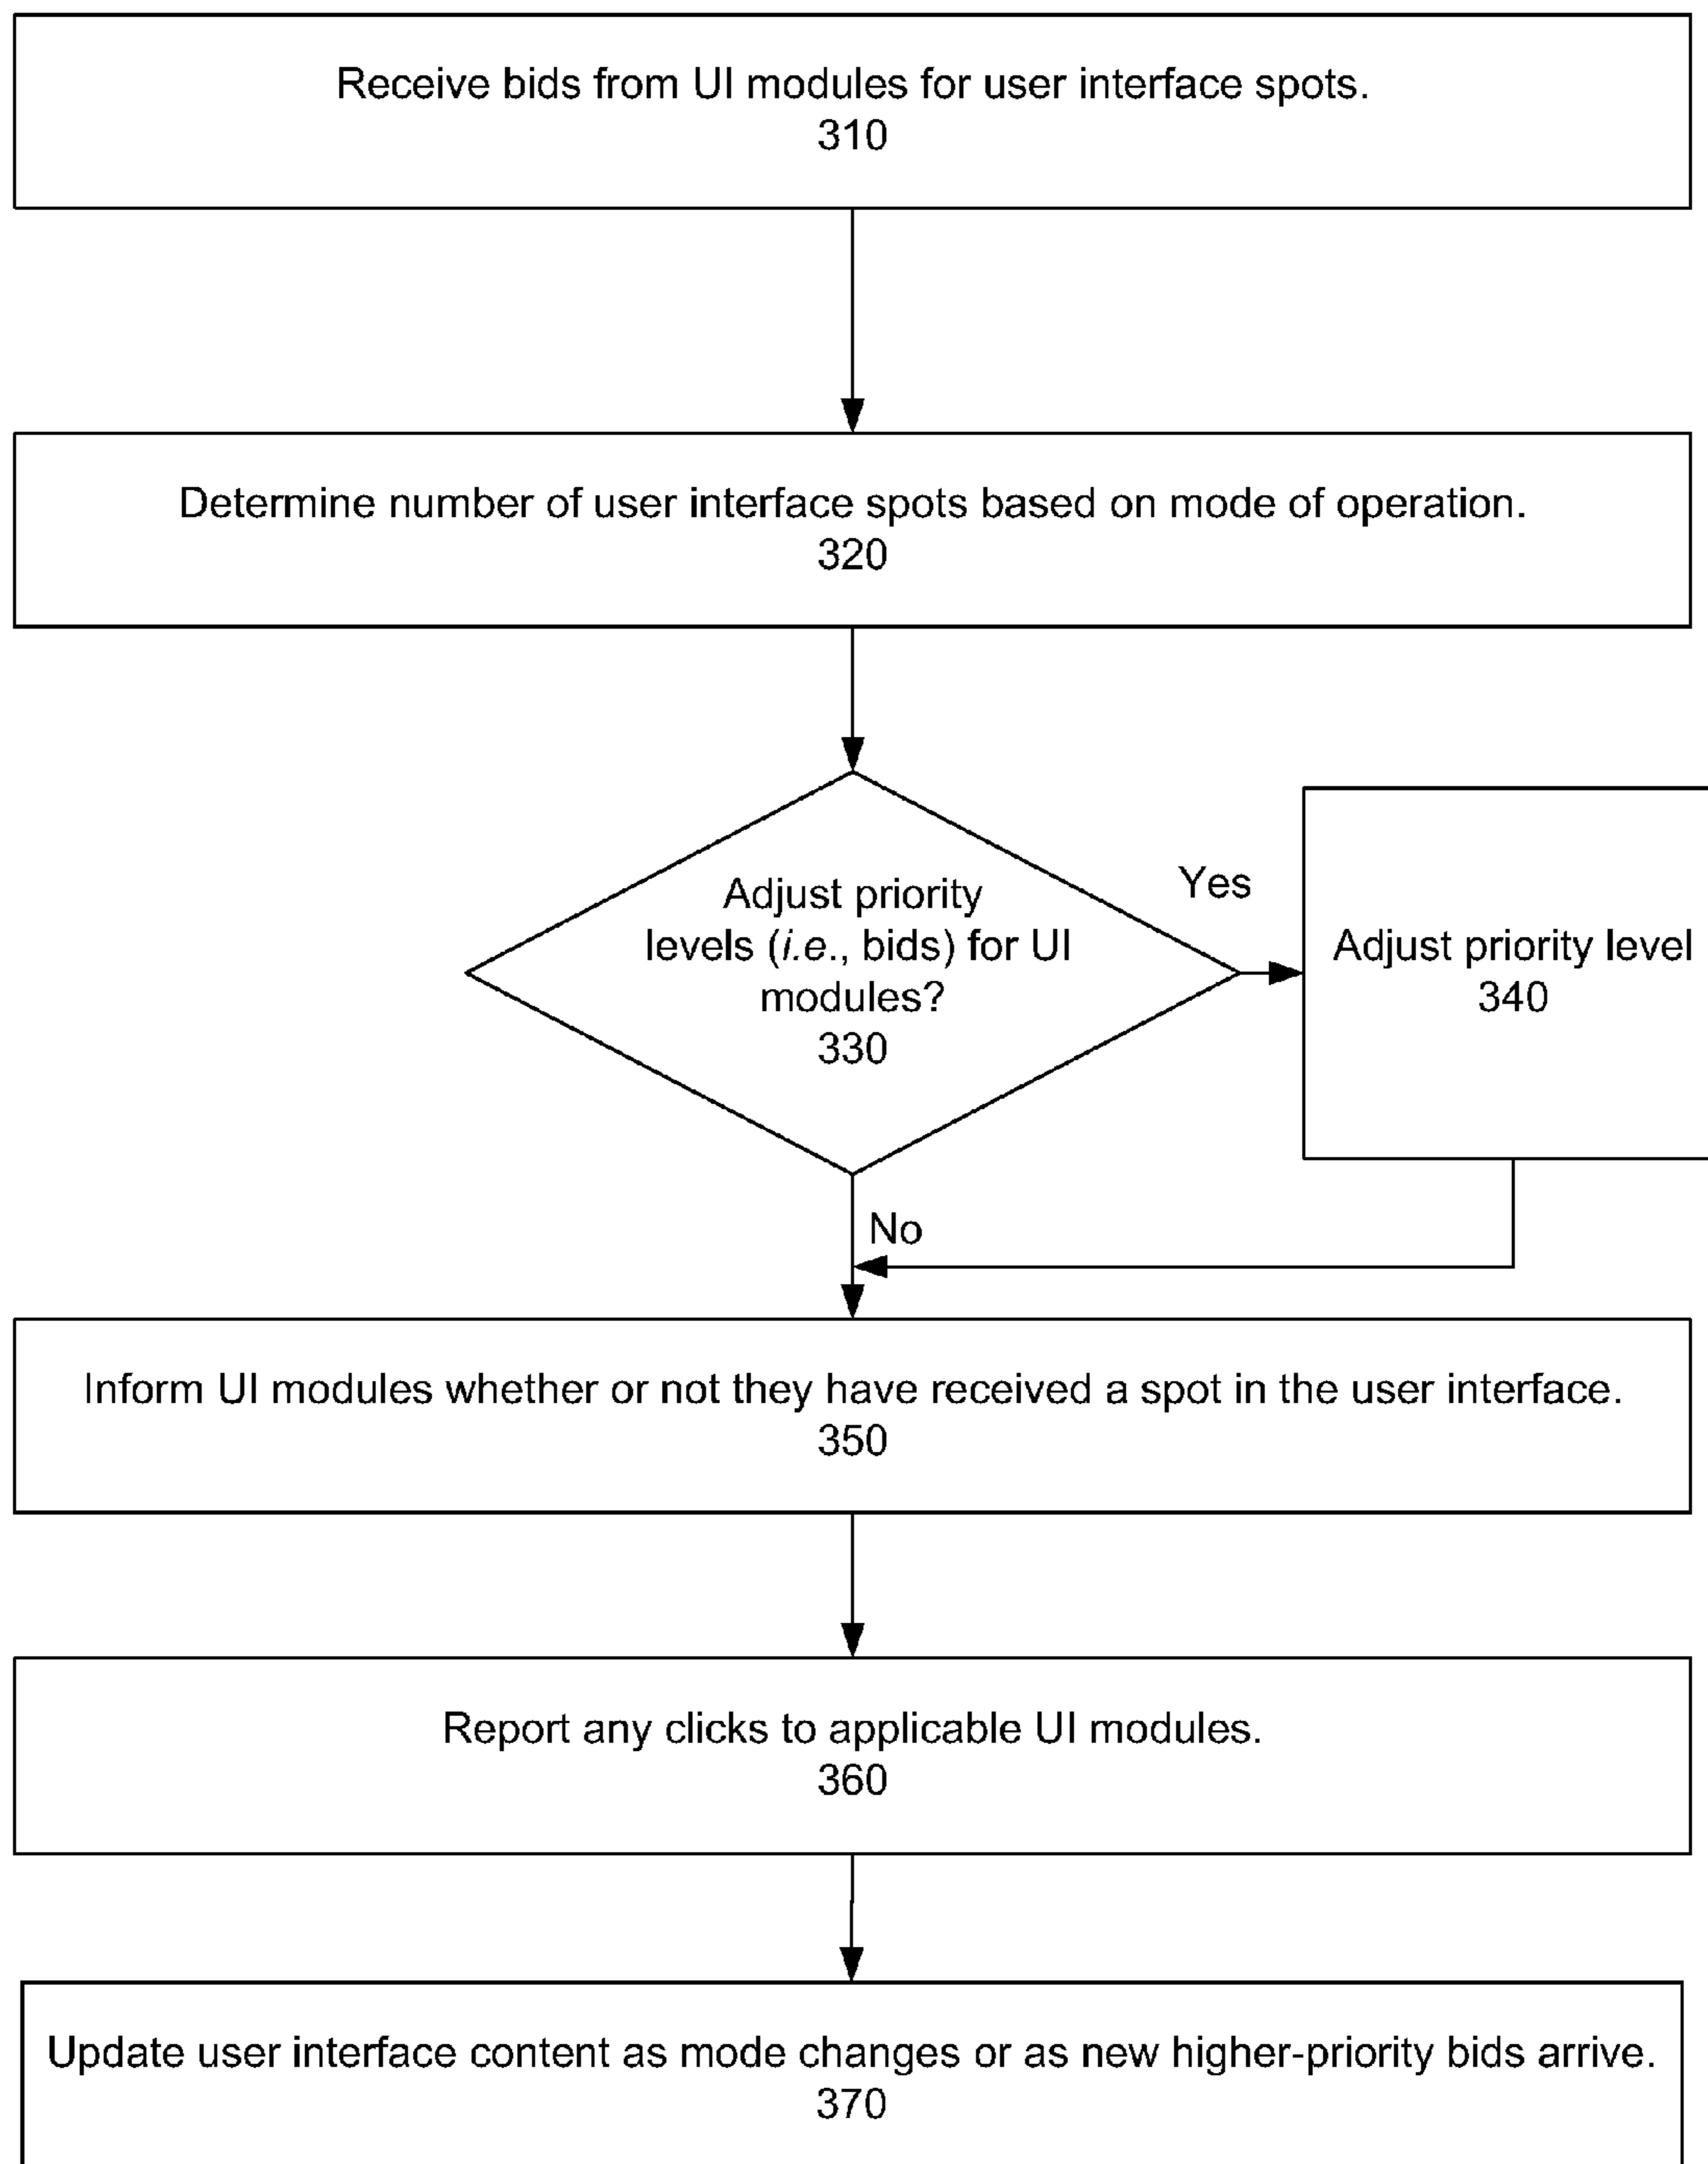 Receive bids from UI modules for user interface spots.
310
Determine number of user interface spots based on mode of operation.
320
Adjust priority
levels (i.e., bids) for UI
modules?
330
Yes
Adjust priority level
340
No
Inform UI modules whether or not they have received a spot in the user interface.
350
Report any clicks to applicable UI modules.
360
Update user interface content as mode changes or as new higher-priority bids arrive.
370